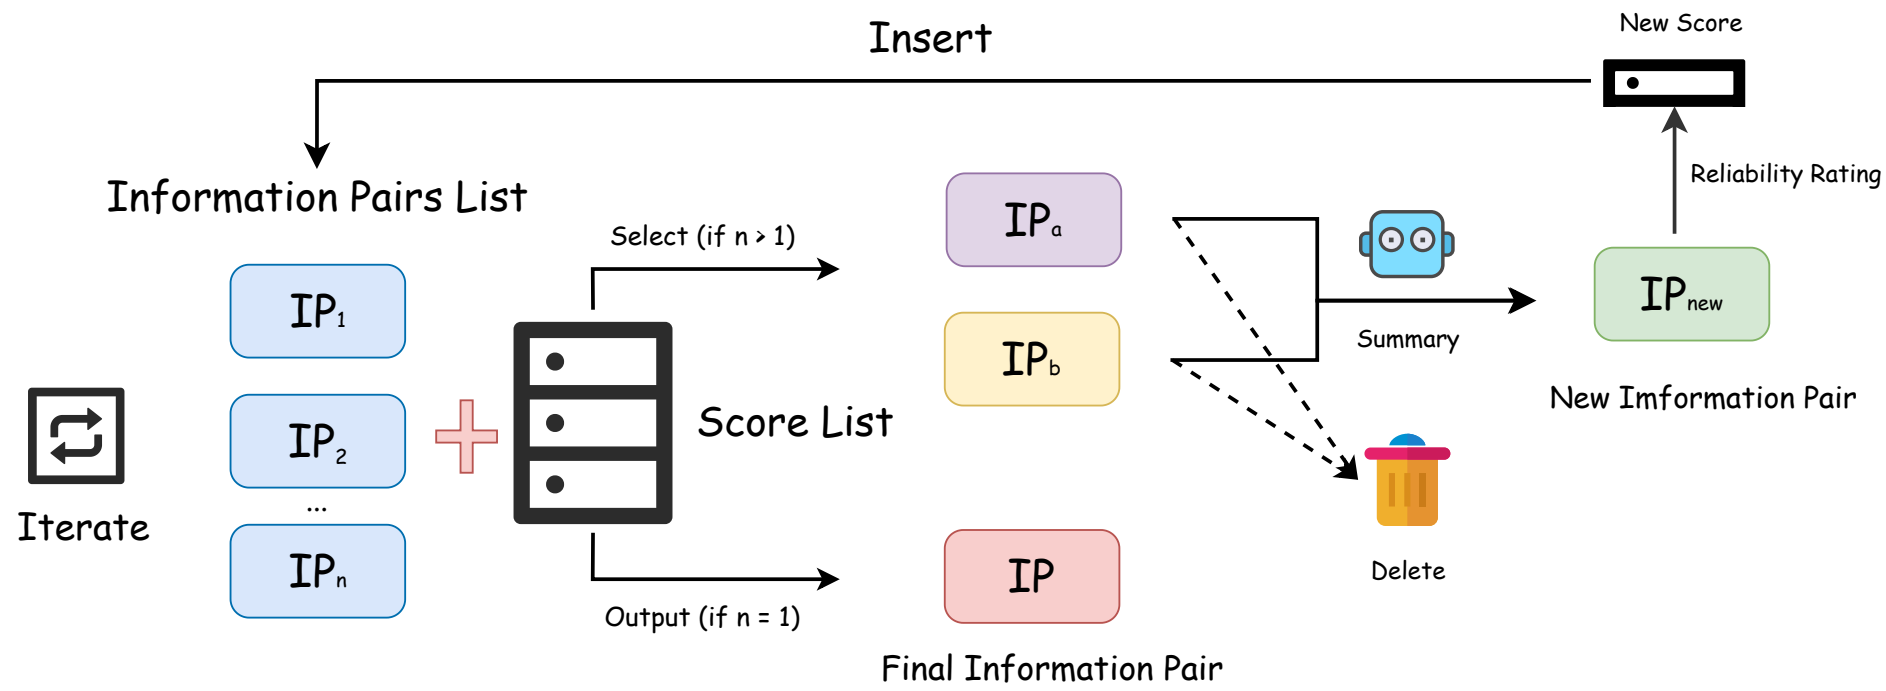 New Score
Insert
Reliability Rating
Information Pairs List
Select (if n > 1)
IPa
IP1
IPb
IPnew
Summary
New Imformation Pair
IP2
Score List
...
Iterate
IPn
Delete
IP
Output (if n = 1)
Final Information Pair